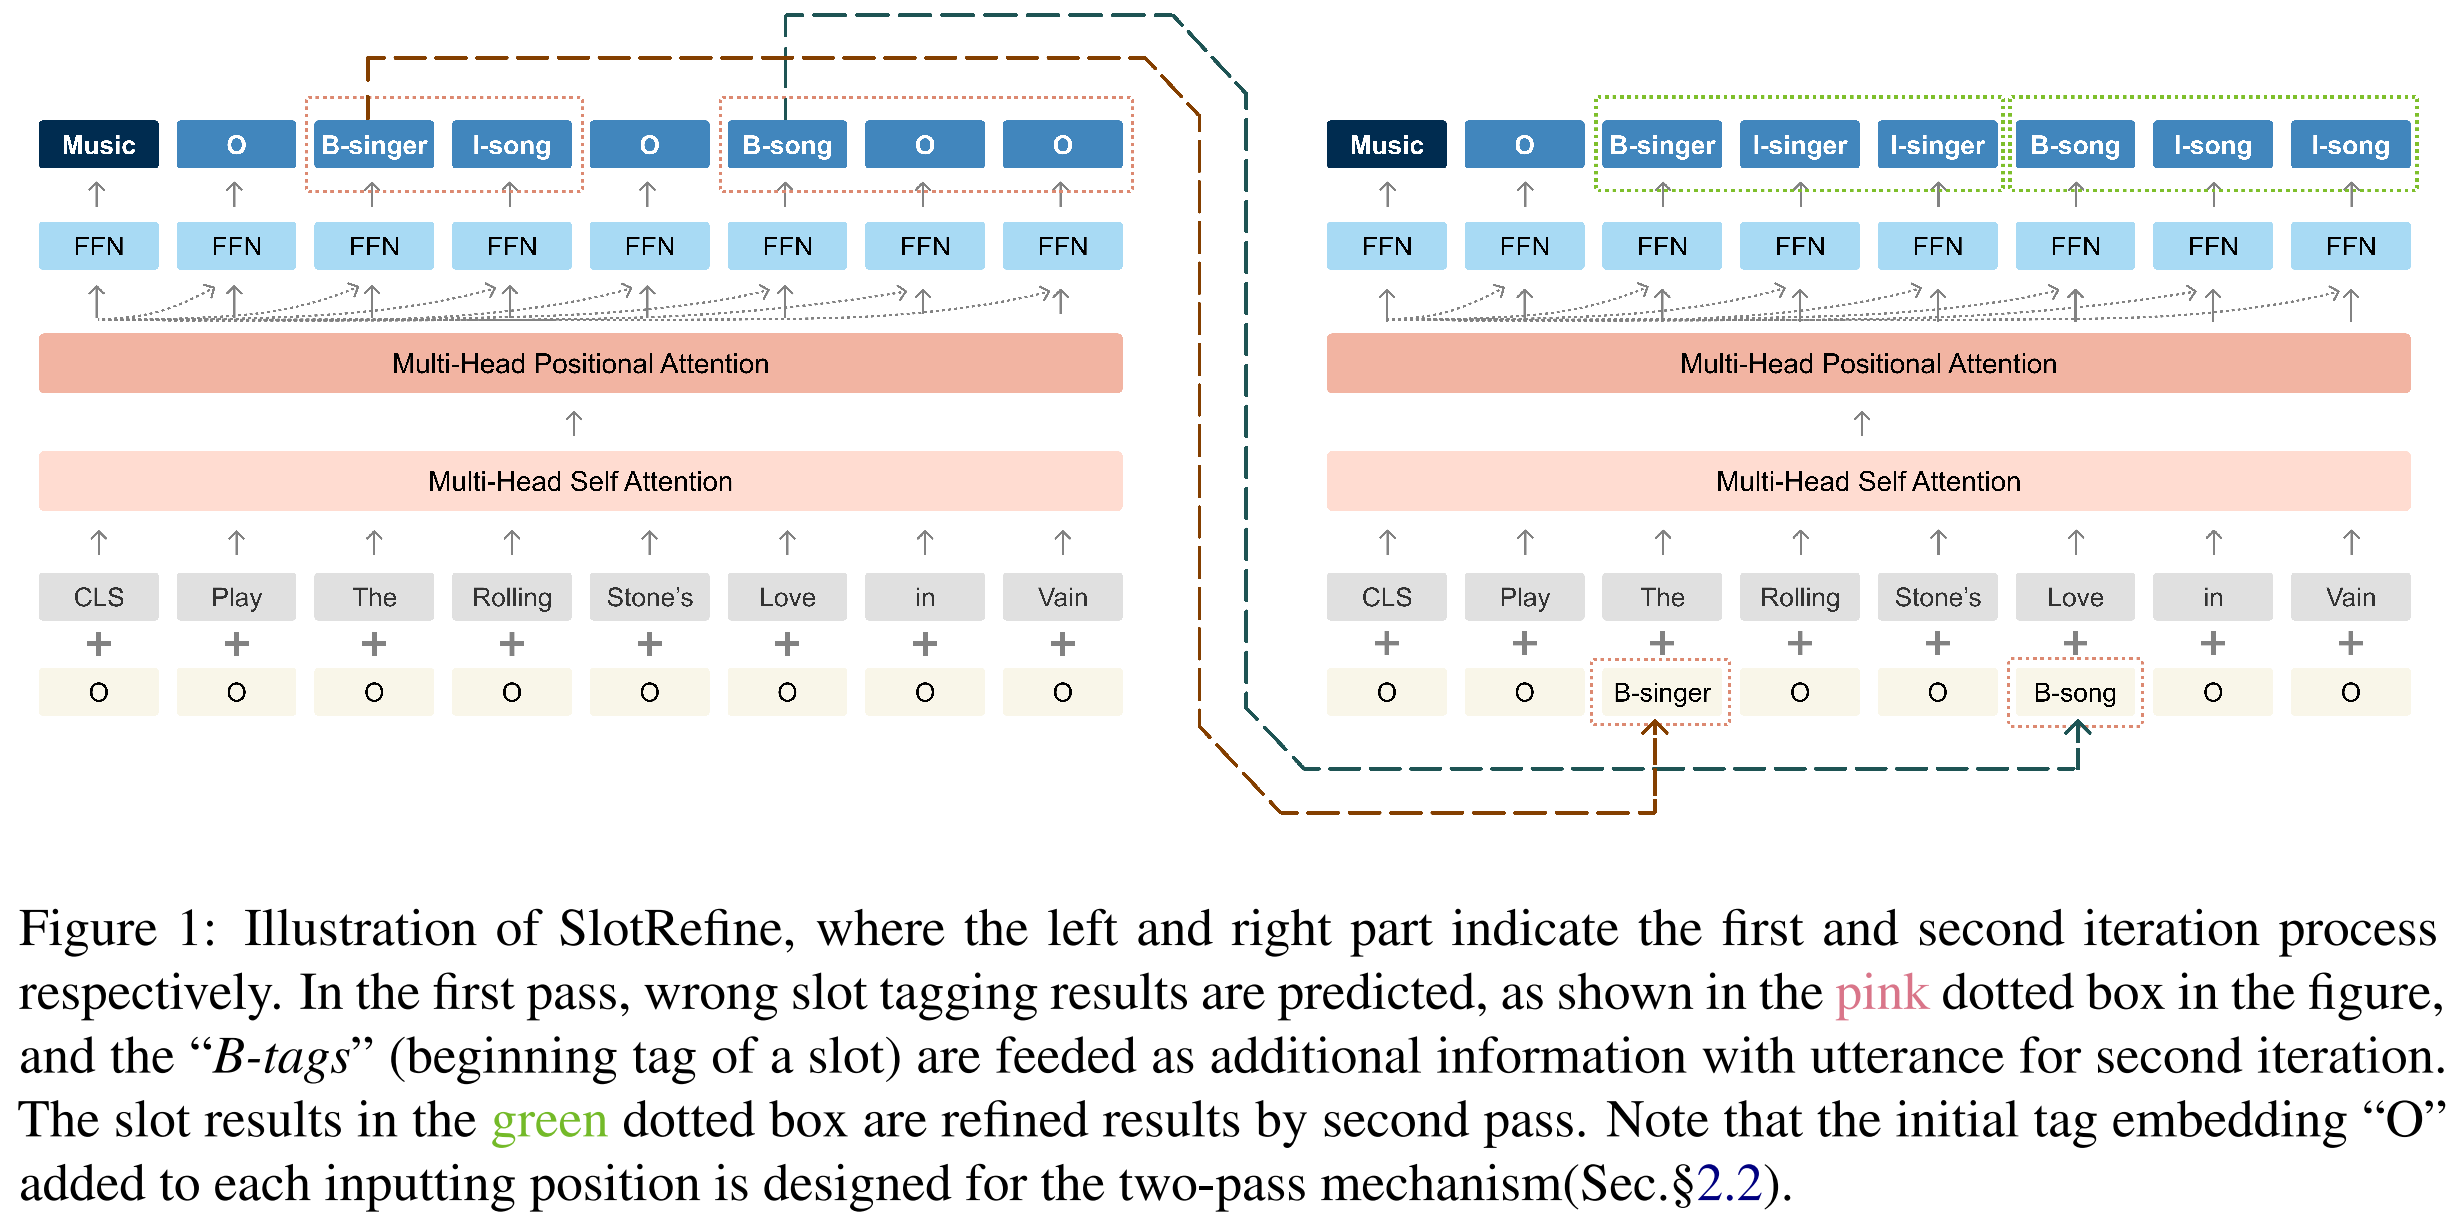 Music O B-singer I-song O B-song O O
FFN FFN FFN FFN FFN FFN FFN FFN
Multi-Head Positional Attention
Multi-Head Self Attention
CLS Play The Rolling Stone’s Love in Vain
+ + + + + + + +
O O O O O O O O
Music O B-singer I-singer I-singer B-song I-song I-song
FFN FFN FFN FFN FFN FFN FFN FFN
Multi-Head Positional Attention
Multi-Head Self Attention
CLS Play The Rolling Stone’s Love in Vain
+ + + + + + + +
O O B-singer O O B-song O O
Figure 1: Illustration of SlotRefine, where the left and right part indicate the first and second iteration process
respectively. In the first pass, wrong slot tagging results are predicted, as shown in the pink dotted box in the figure,
and the “B-tags” (beginning tag of a slot) are feeded as additional information with utterance for second iteration.
The slot results in the green dotted box are refined results by second pass. Note that the initial tag embedding “O”
added to each inputting position is designed for the two-pass mechanism(Sec.§2.2).